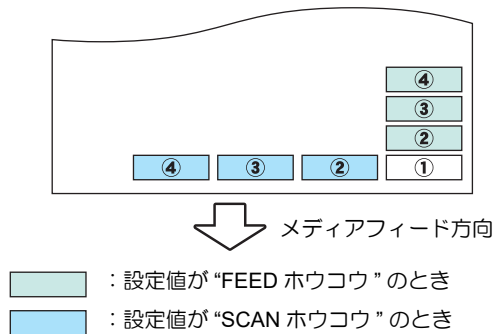 ④
③
②
④ ③ ② ①
メディアフィード方向
：設定値が “FEED ホウコウ ” のとき
：設定値が “SCAN ホウコウ ” のとき